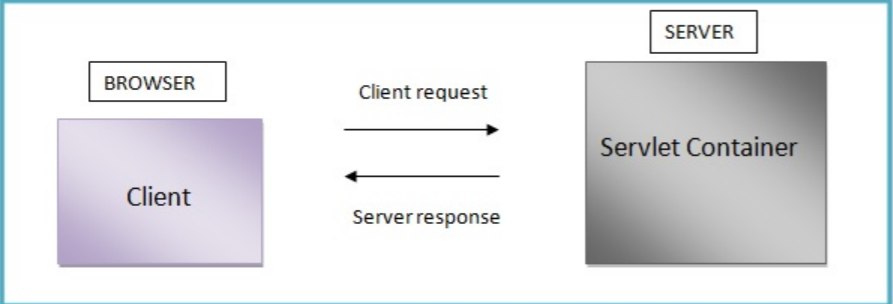 SERVER
BROWSER
Client request
Servlet Container
Client
Server response